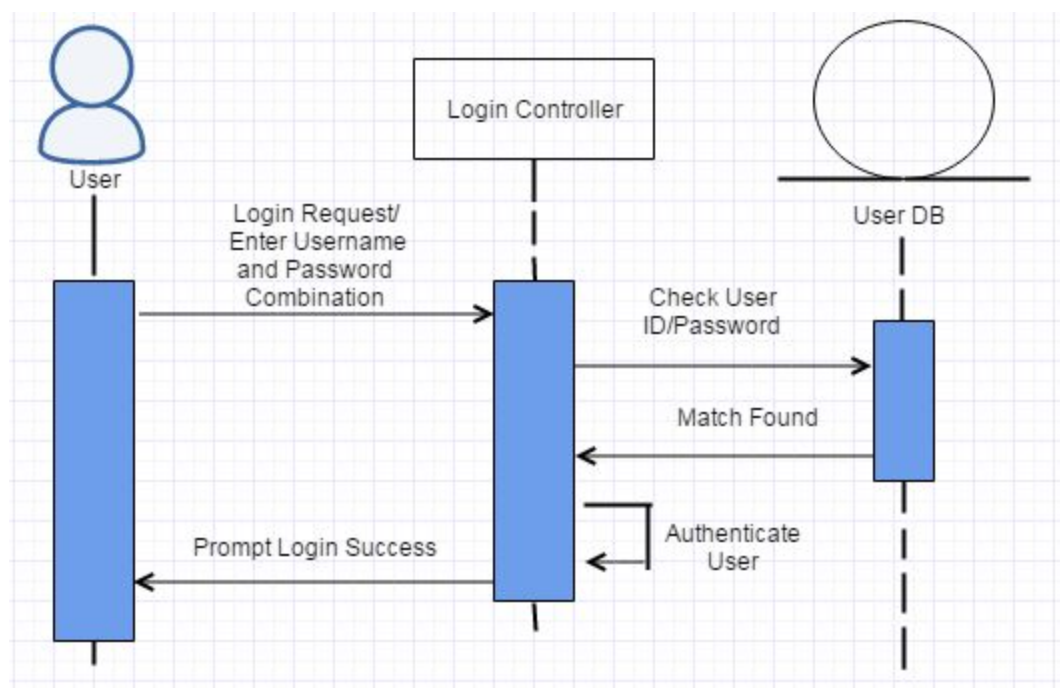 User
Login Controller
User DB
Login Request/
Enter Username
and Password
Combination
Check User
ID/Password
Match Found
Authenticate
User
Prompt Login Success